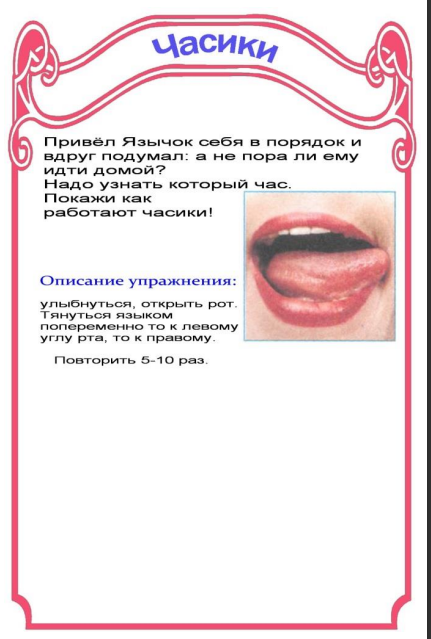 Часики
Привёл Язычок себя в порядок и
вдруг подумал: а не пора ли ему
идти домой?
Надо узнать который час.
Покажи как
работают часики!
Описание упражнения:
улыбнуться, открыть рот.
Тянуться языком
попеременно то к левому
углу рта, то к правому.
Повторить 5-10 раз.